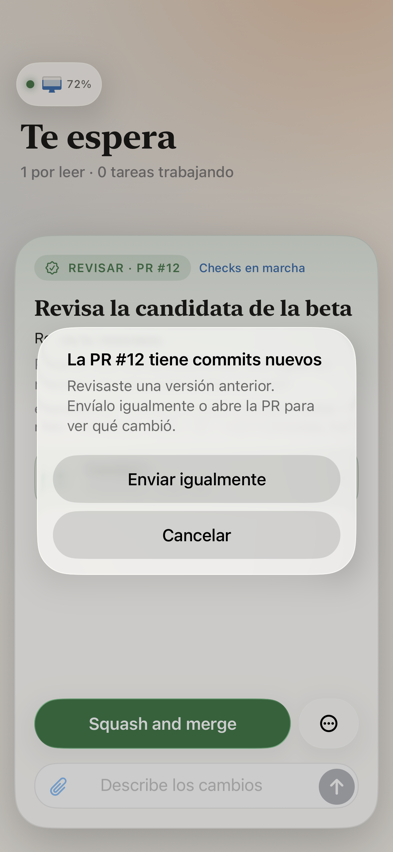 72%
Te espera
1 por leer · 0 tareas trabajando
REVISAR · PR #12 Checks en marcha
Revisa la candidata de la beta
La PR #12 tiene commits nuevos
Revisaste una versión anterior.
Envíalo igualmente o abre la PR para
ver qué cambió.
Enviar igualmente
Cancelar
Squash and merge
Describe los cambios